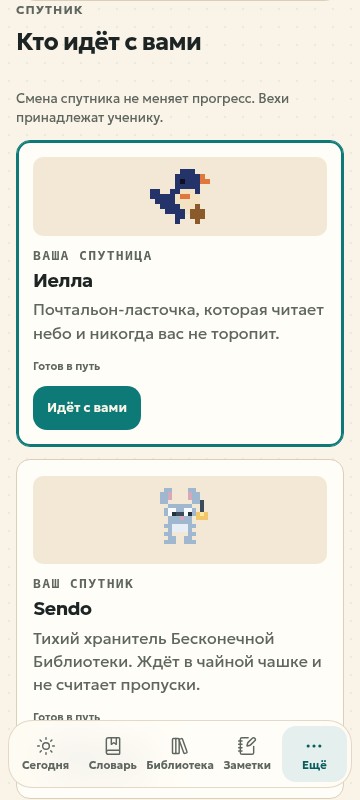 СПУТНИК
Кто идёт с вами
Смена спутника не меняет прогресс. Вехи
принадлежат ученику.
ВАША СПУТНИЦА
Иелла
Почтальон-ласточка, которая читает
небо и никогда вас не торопит.
Готов в путь
Идёт с вами
ВАШ СПУТНИК
Sendo
Тихий хранитель Бесконечной
Библиотеки. Ждёт в чайной чашке и
не считает пропуски.
Готов в путь
Сегодня
Словарь
Библиотека
Заметки
Ещё